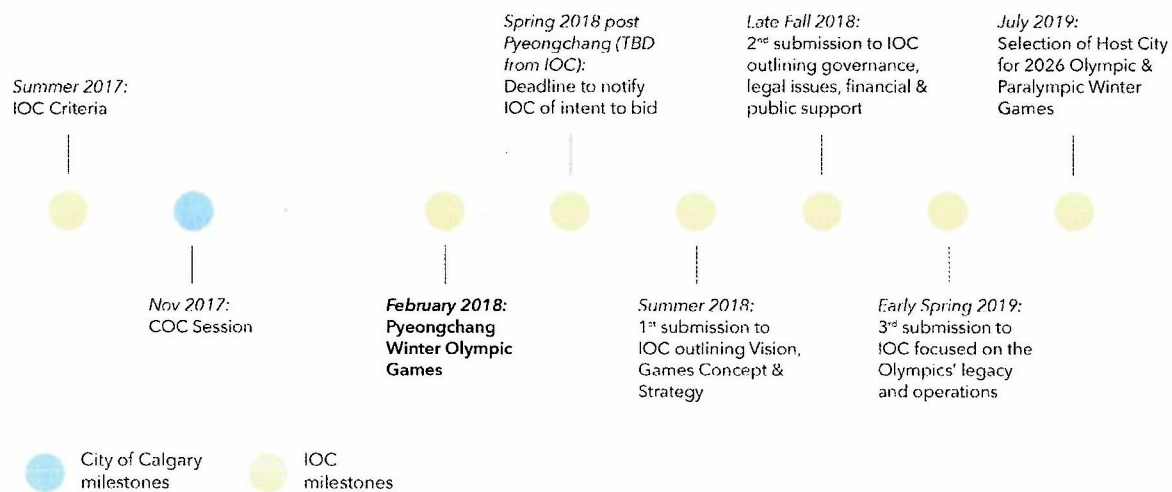 Summer 2017:
IOC Criteria
Nov 2017:
COC Session
February 2018:
Pyeongchang
Winter Olympic
Games
Spring 2018 post
Pyeongchang (TBD
from IOC):
Deadline to notify
IOC of intent to bid
Summer 2018:
1st submission to
IOC outlining Vision,
Games Concept &
Strategy
Late Fall 2018:
2nd submission to IOC
outlining governance,
legal issues, financial &
public support
Early Spring 2019:
3rd submission to
IOC focused on the
Olympics' legacy
and operations
July 2019:
Selection of Host City
for 2026 Olympic &
Paralympic Winter
Games
City of Calgary
milestones
IOC
milestones